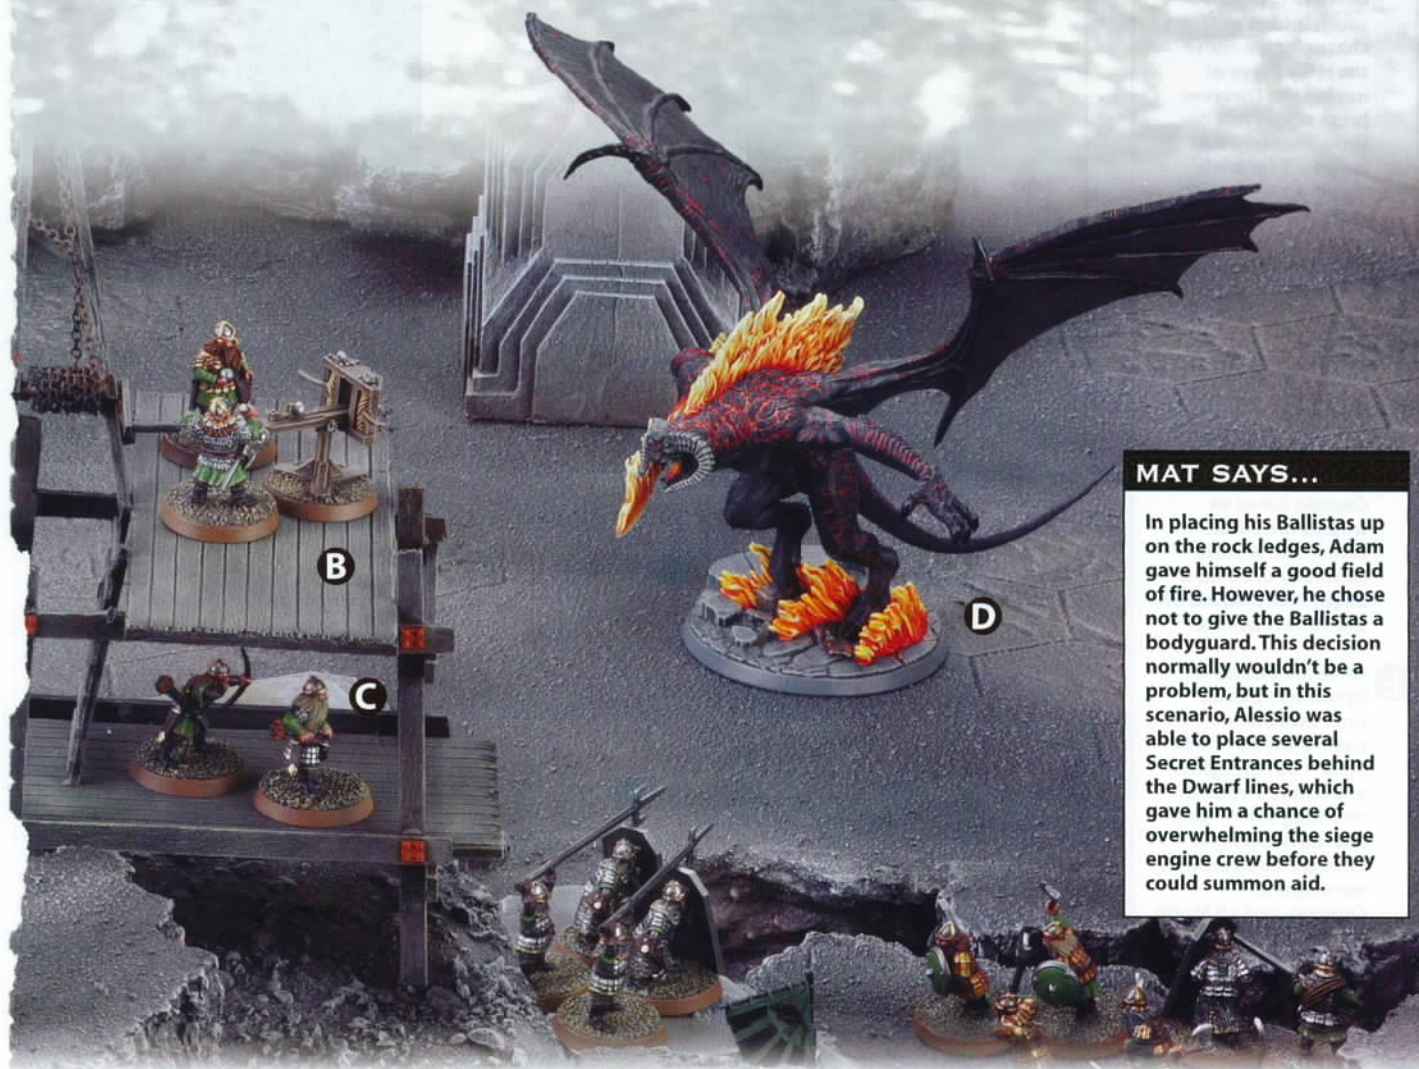 B
C
D
MAT SAYS...
In placing his Ballistas up
on the rock ledges, Adam
gave himself a good field
of fire. However, he chose
not to give the Ballistas a
bodyguard. This decision
normally wouldn't be a
problem, but in this
scenario, Alessio was
able to place several
Secret Entrances behind
the Dwarf lines, which
gave him a chance of
overwhelming the siege
engine crew before they
could summon aid.